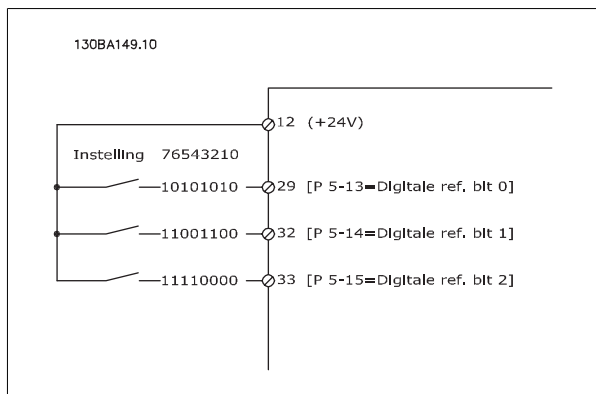 130BA149.10
12 (+24V)
Instelling 76543210
10101010 29 [P 5-13=Digitale ref. bit 0]
11001100 32 [P 5-14=Digitale ref. bit 1]
11110000 33 [P 5-15=Digitale ref. bit 2]